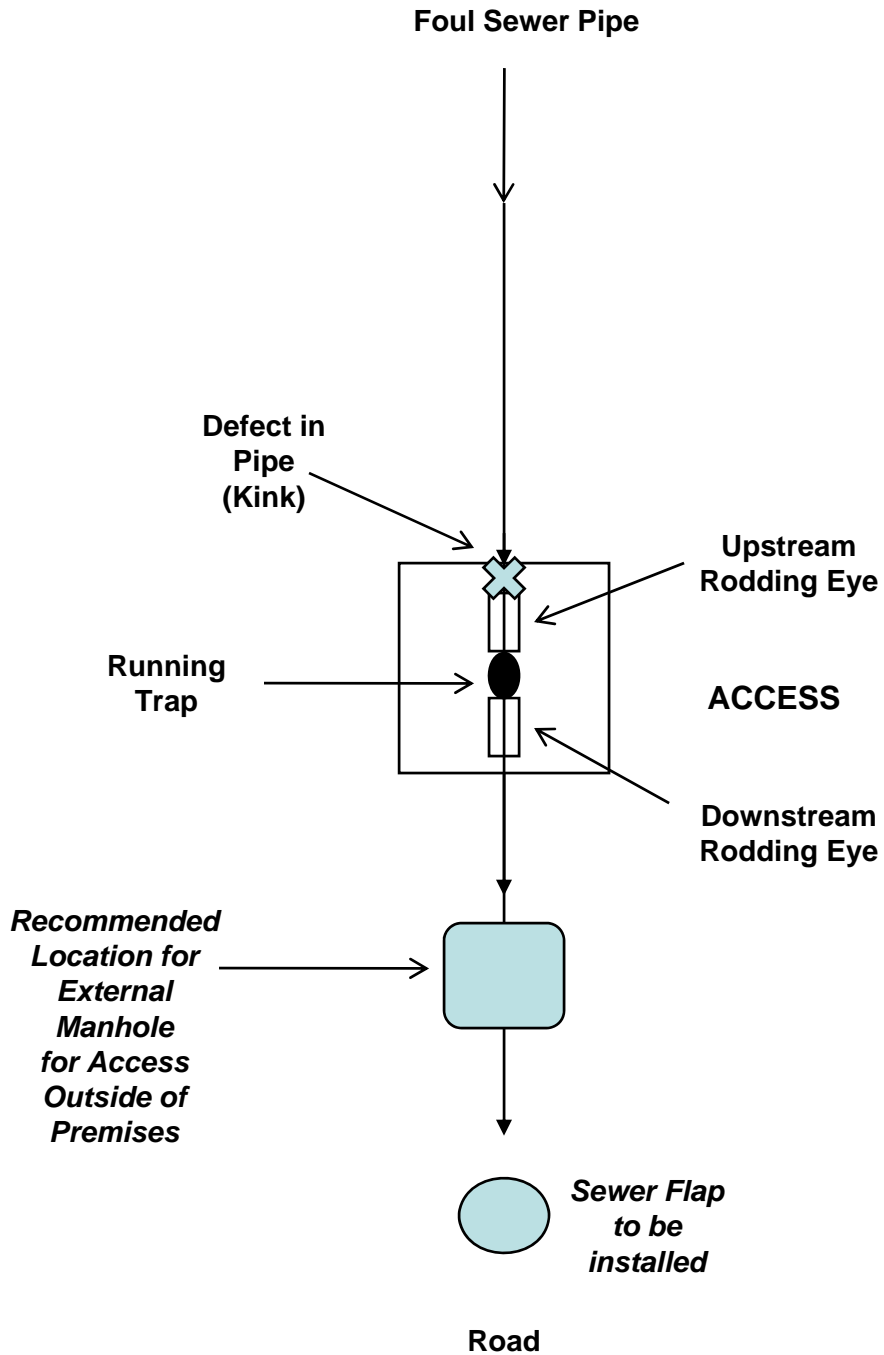 Foul Sewer Pipe
Defect in
Pipe
(Kink)
Upstream
Rodding Eye
Running
Trap
ACCESS
Downstream
Rodding Eye
Recommended
Location for
External
Manhole
for Access
Outside of
Premises
Sewer Flap
to be
installed
Road